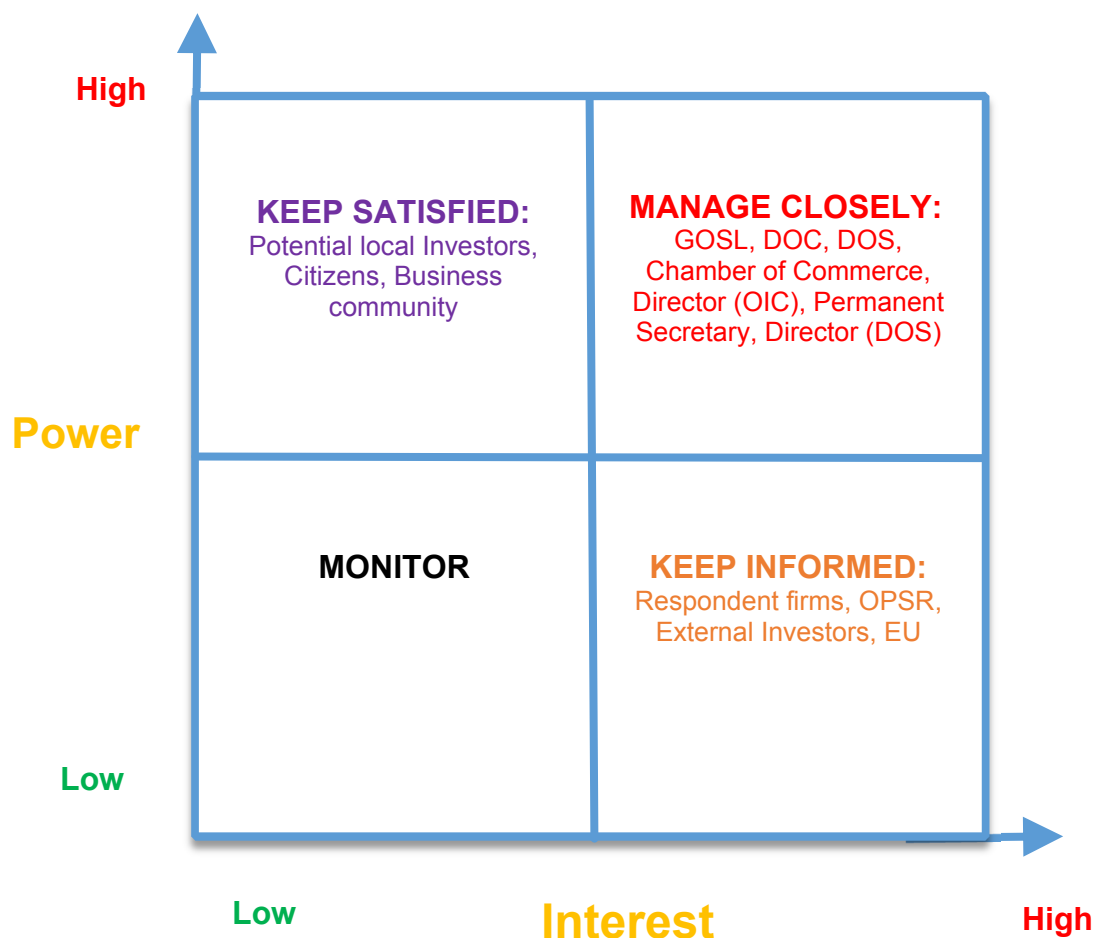 High
KEEP SATISFIED:
Potential local Investors,
Citizens, Business
community
MANAGE CLOSELY:
GOSL, DOC, DOS,
Chamber of Commerce,
Director (OIC), Permanent
Secretary, Director (DOS)
Power
MONITOR
KEEP INFORMED:
Respondent firms, OPSR,
External Investors, EU
Low
Low
Interest
High